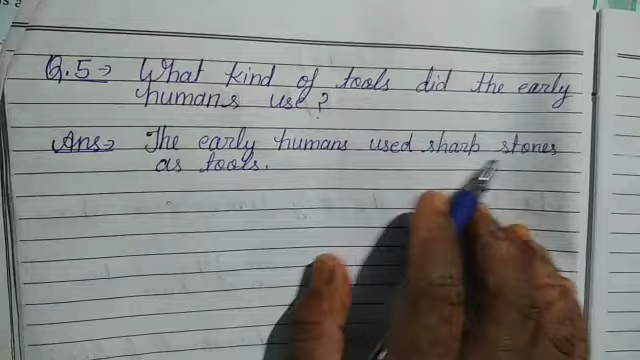 Q.5→ What kind of tools did the early
humans use?
Ans→ The early humans used sharp stones
as tools.